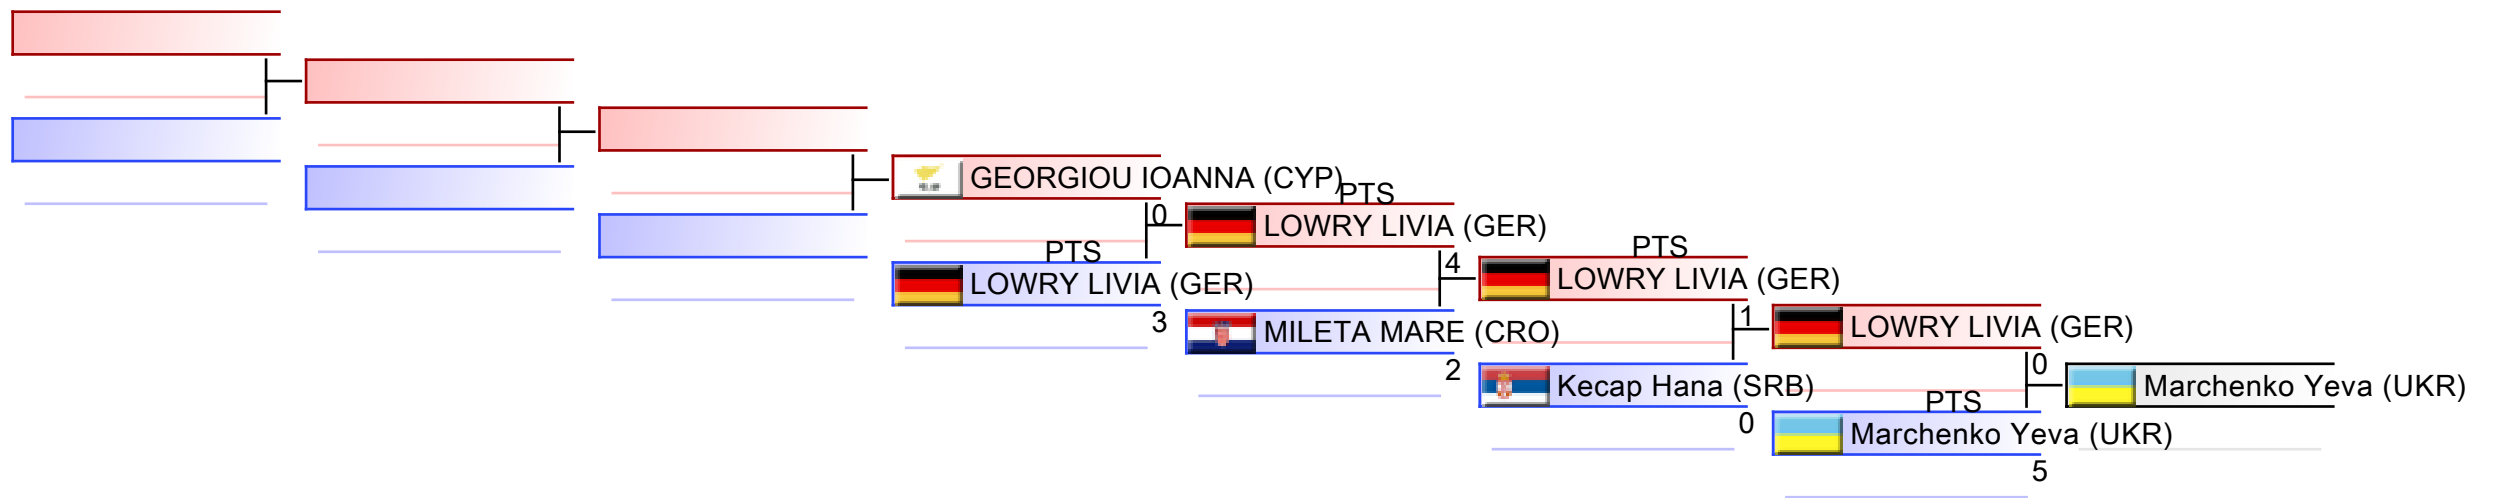 GEORGIOU IOANNA (CYP)
PTS
0
LOWRY LIVIA (GER)
PTS
LOWRY LIVIA (GER)
3
4
MILETA MARE (CRO)
2
PTS
LOWRY LIVIA (GER)
1
Kecap Hana (SRB)
0
LOWRY LIVIA (GER)
0
PTS
Marchenko Yeva (UKR)
5
Marchenko Yeva (UKR)